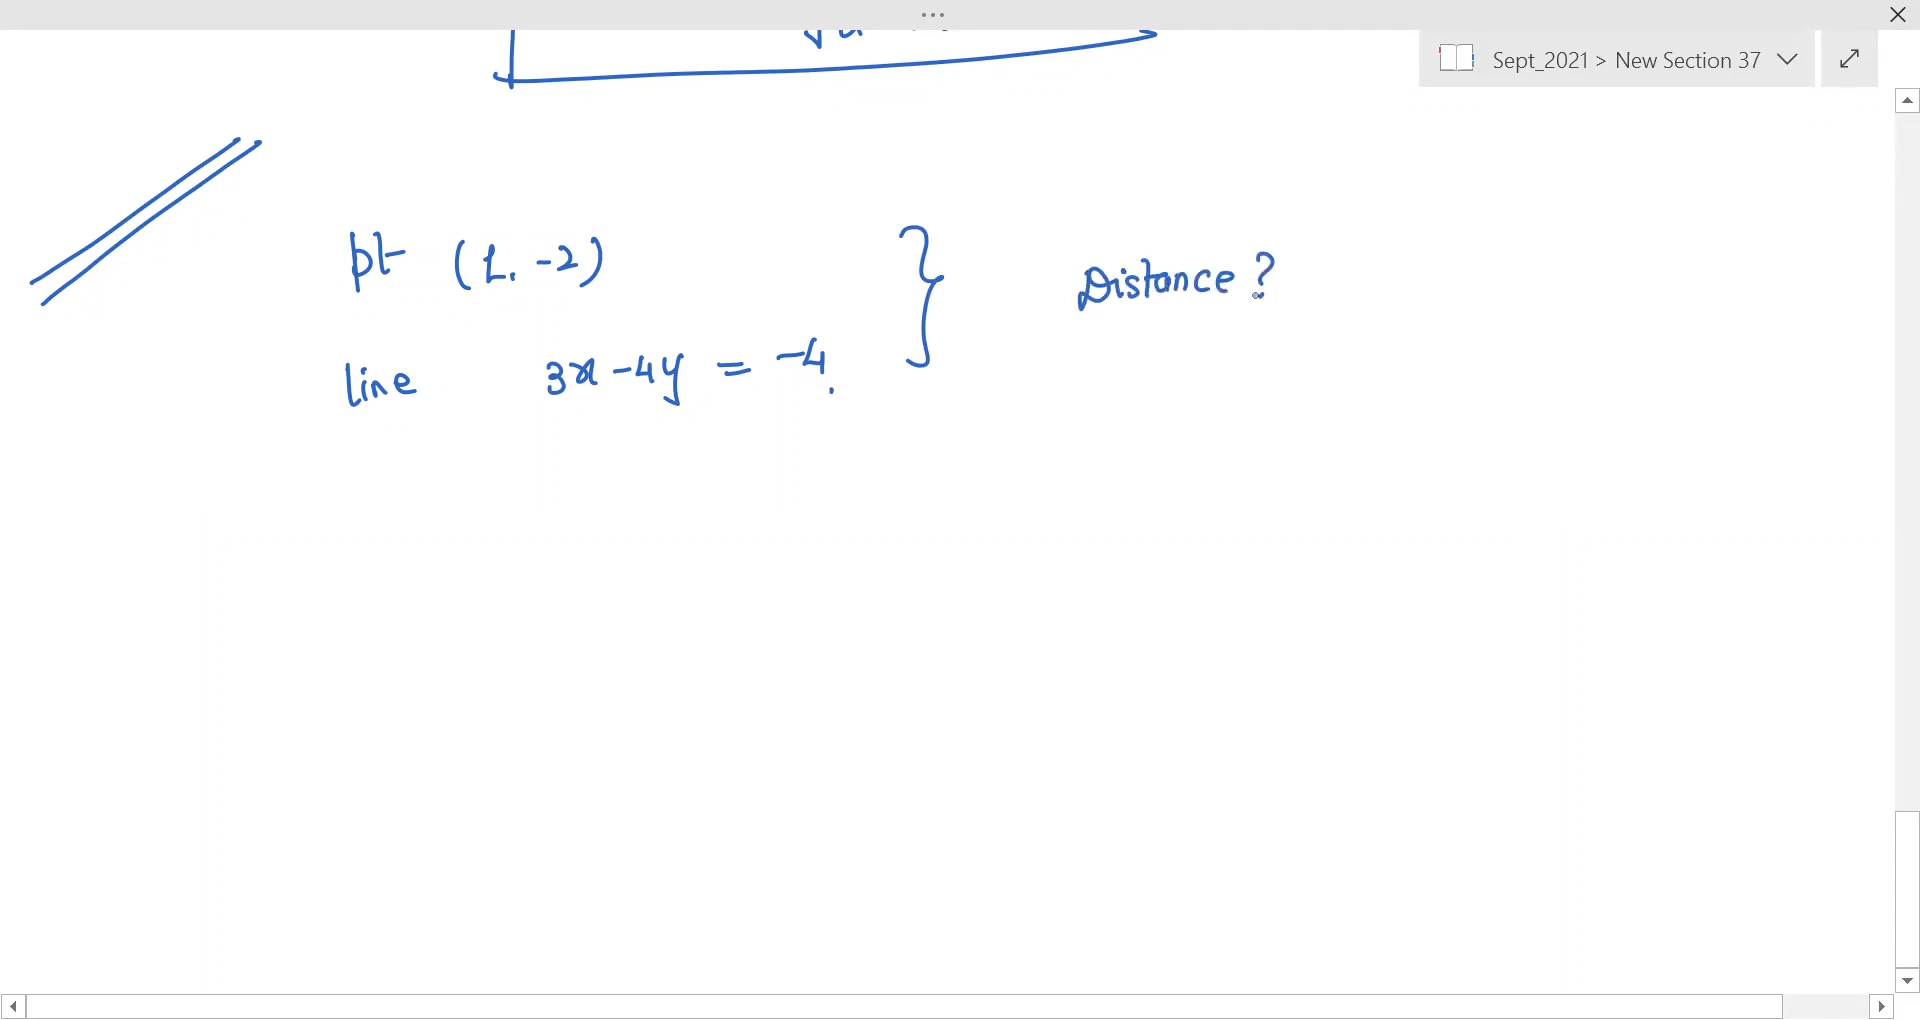 Sept_2021 > New Section 37
pt (1, -2)
Distance ?
line 3x - 4y = -4.